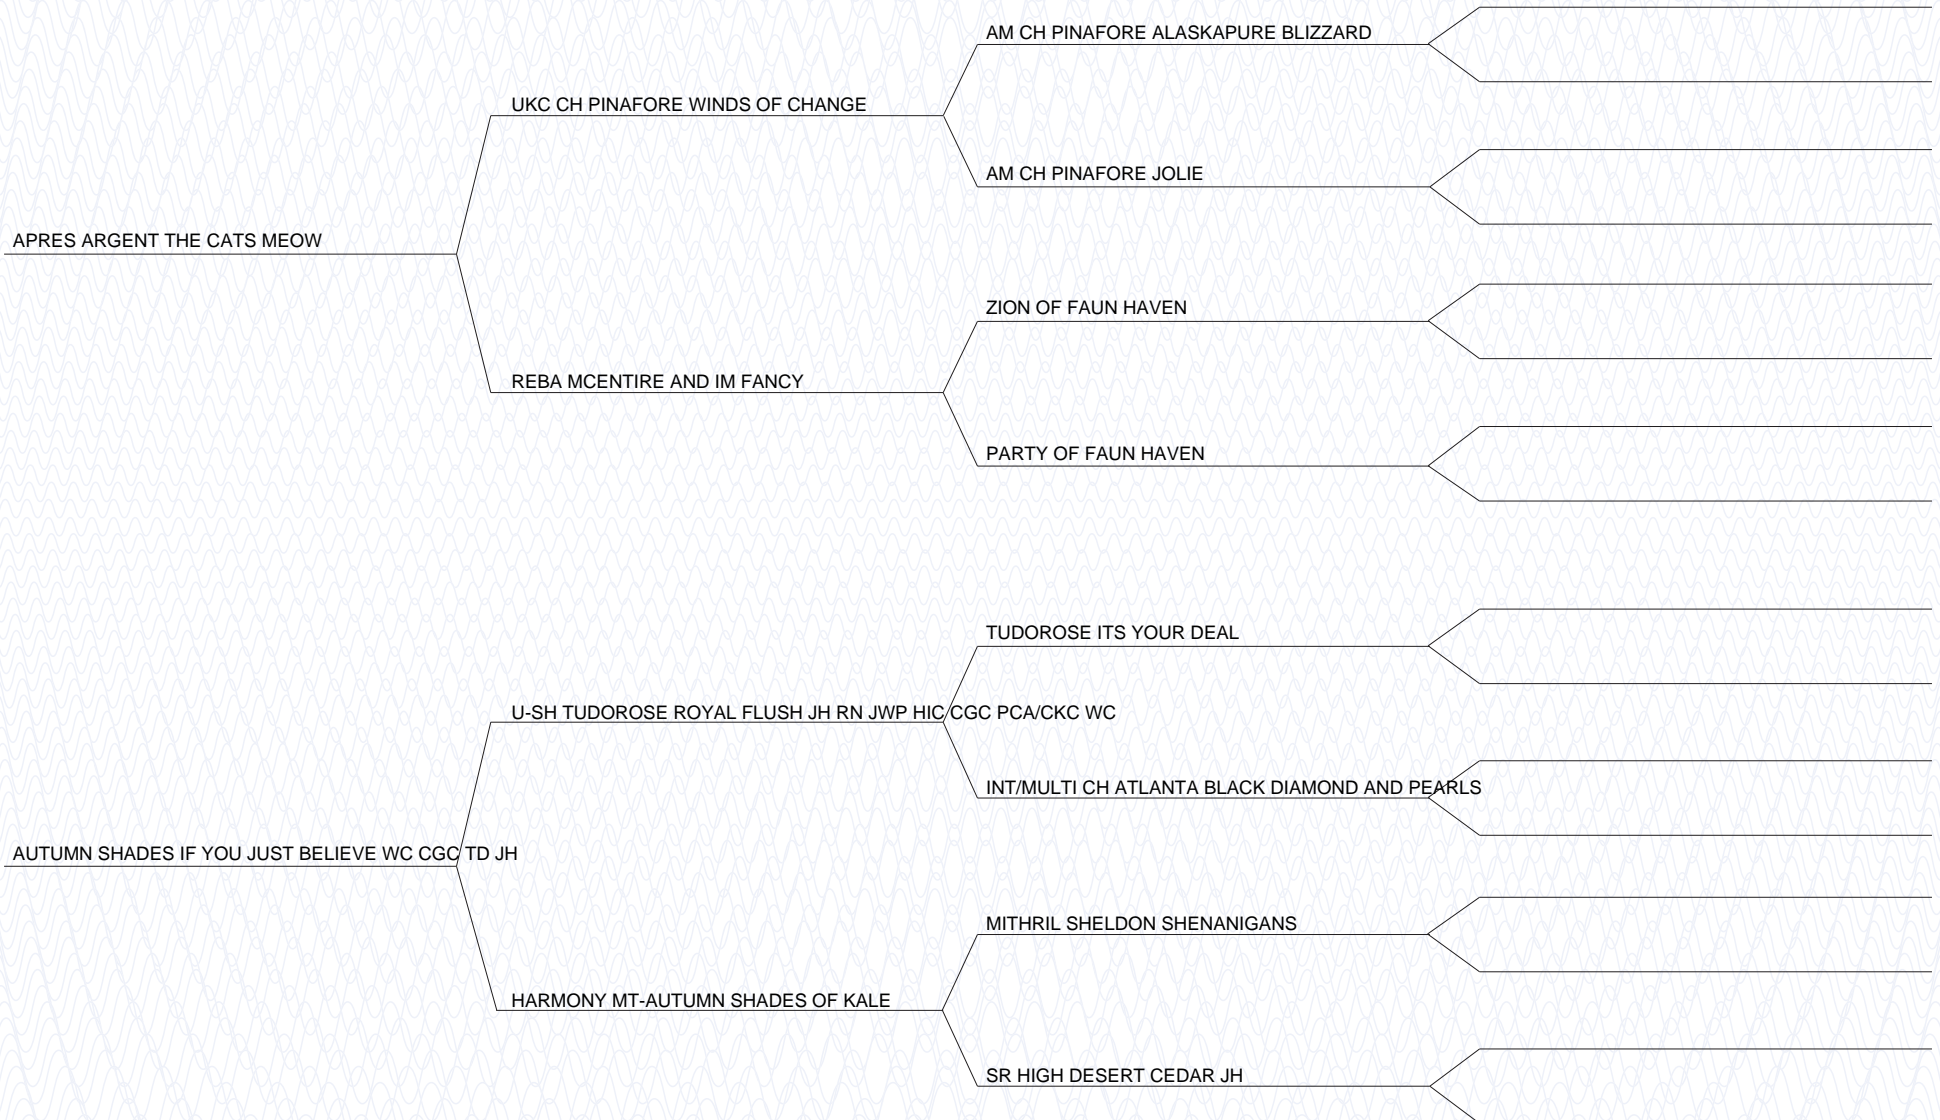 AM CH PINAFORE ALASKAPURE BLIZZARD
UKC CH PINAFORE WINDS OF CHANGE
AM CH PINAFORE JOLIE
APRES ARGENT THE CATS MEOW
ZION OF FAUN HAVEN
REBA MCENTIRE AND IM FANCY
PARTY OF FAUN HAVEN
TUDOROSE ITS YOUR DEAL
U-SH TUDOROSE ROYAL FLUSH JH RN JWP HIC CGC PCA/CKC WC
INT/MULTI CH ATLANTA BLACK DIAMOND AND PEARLS
AUTUMN SHADES IF YOU JUST BELIEVE WC CGC TD JH
MITHRIL SHELDON SHENANIGANS
HARMONY MT-AUTUMN SHADES OF KALE
SR HIGH DESERT CEDAR JH